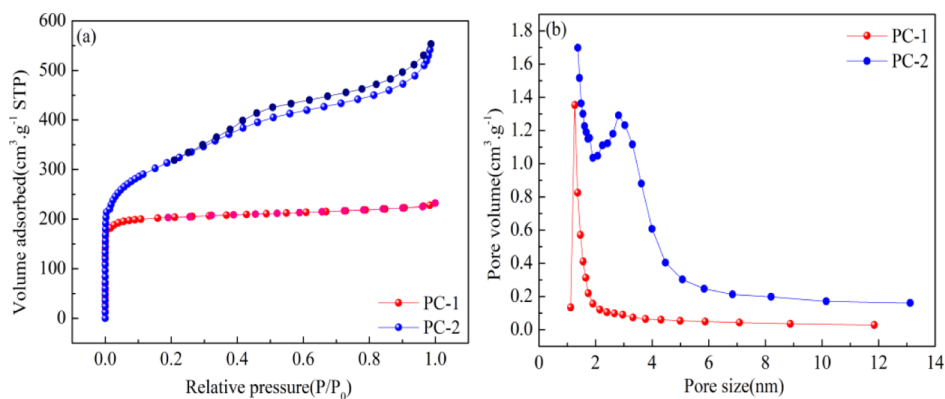 (a)
600
500
400
300
200
100
0
Volume adsorbed(cm³.g⁻¹ STP)
PC-1
PC-2
0.0 0.2 0.4 0.6 0.8 1.0
Relative pressure(P/P₀)
(b)
1.8
1.6
1.4
1.2
1.0
0.8
0.6
0.4
0.2
0.0
Pore volume(cm³.g⁻¹)
PC-1
PC-2
0 2 4 6 8 10 12 14
Pore size(nm)